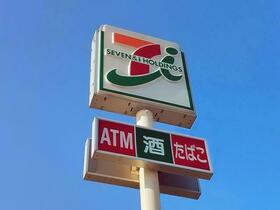 SEVEN & i HOLDINGS
ATM 酒 たばこ